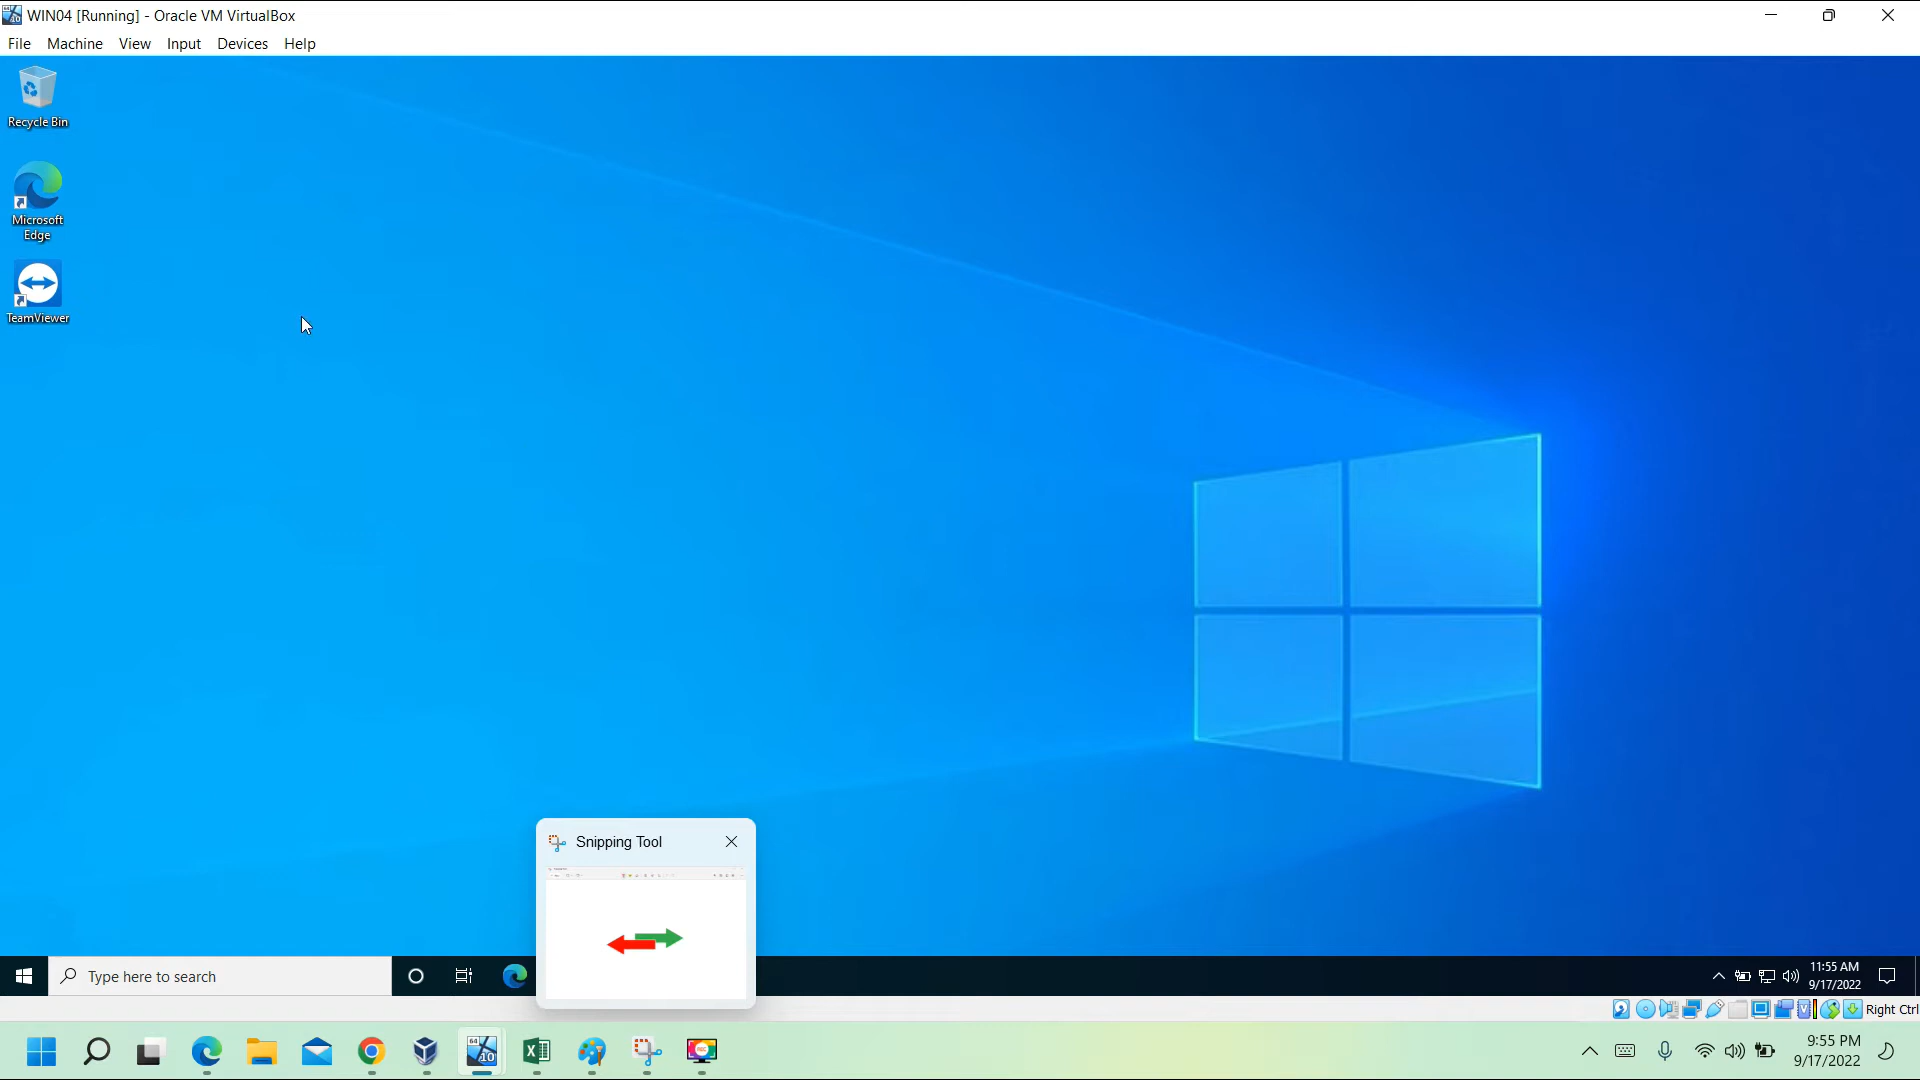 WIN04 [Running] - Oracle VM VirtualBox
File Machine View Input Devices Help
Recycle Bin
Microsoft
Edge
TeamViewer
Snipping Tool
Type here to search
11:55 AM
9/17/2022
Right Ctrl
9:55 PM
9/17/2022